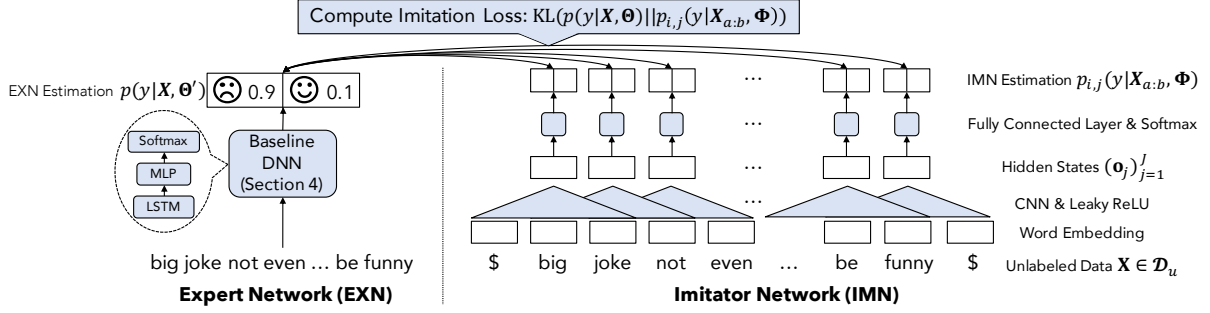 Compute Imitation Loss: KL(p(y|X, Θ)||p_{i,j}(y|X_{a:b}, Φ))
EXN Estimation p(y|X, Θ′) ☹ 0.9 ☺ 0.1
Softmax
MLP
LSTM
Baseline
DNN
(Section 4)
big joke not even … be funny
Expert Network (EXN)
… IMN Estimation p_{i,j}(y|X_{a:b}, Φ)
… Fully Connected Layer & Softmax
… Hidden States (o_j)_{j=1}^{J}
… CNN & Leaky ReLU
Word Embedding
$ big joke not even … be funny $ Unlabeled Data X ∈ D_u
Imitator Network (IMN)